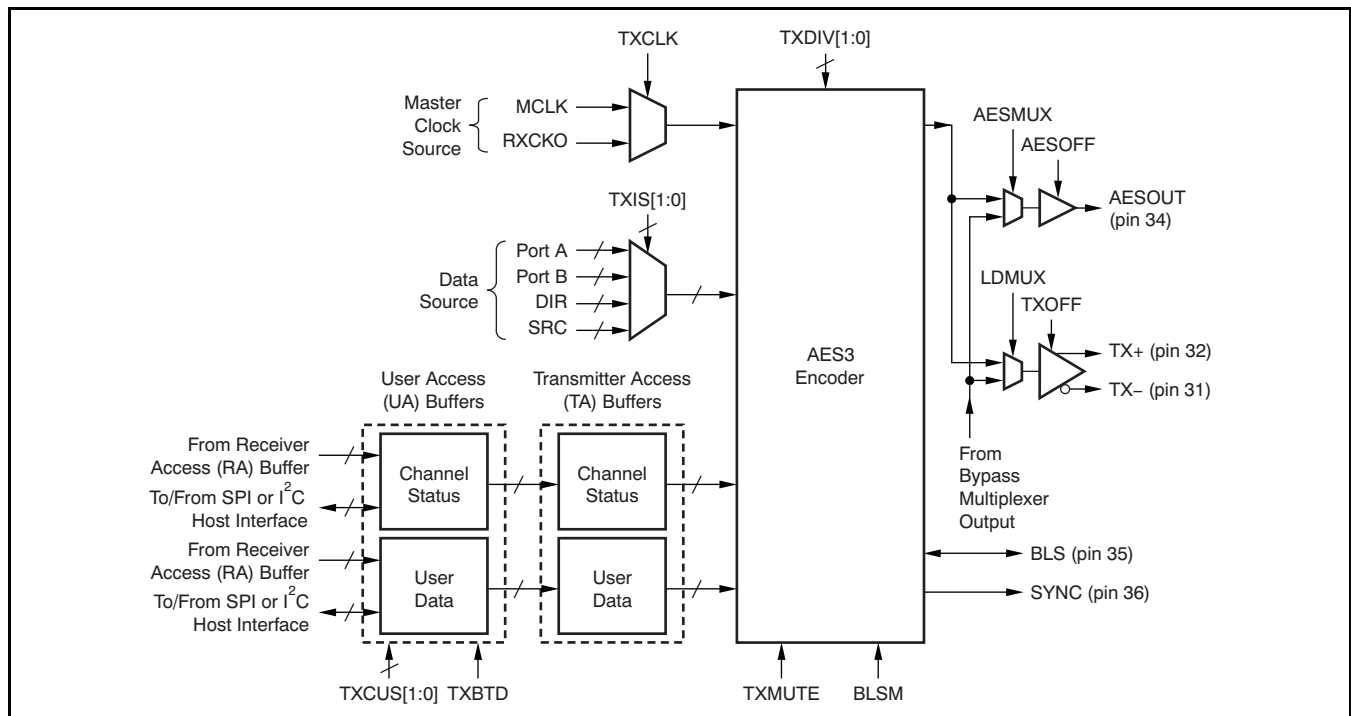 TXCLK
TXDIV[1:0]
Master
Clock
Source
MCLK
RXCKO
AESMUX
AESOFF
AESOUT
(pin 34)
TXIS[1:0]
Data
Source
Port A
Port B
DIR
SRC
AES3
Encoder
LDMUX
TXOFF
TX+ (pin 32)
TX− (pin 31)
User Access
(UA) Buffers
Transmitter Access
(TA) Buffers
From Receiver
Access (RA) Buffer
To/From SPI or I²C
Host Interface
Channel
Status
Channel
Status
From
Bypass
Multiplexer
Output
From Receiver
Access (RA) Buffer
To/From SPI or I²C
Host Interface
User
Data
User
Data
BLS (pin 35)
SYNC (pin 36)
TXCUS[1:0]
TXBTD
TXMUTE
BLSM